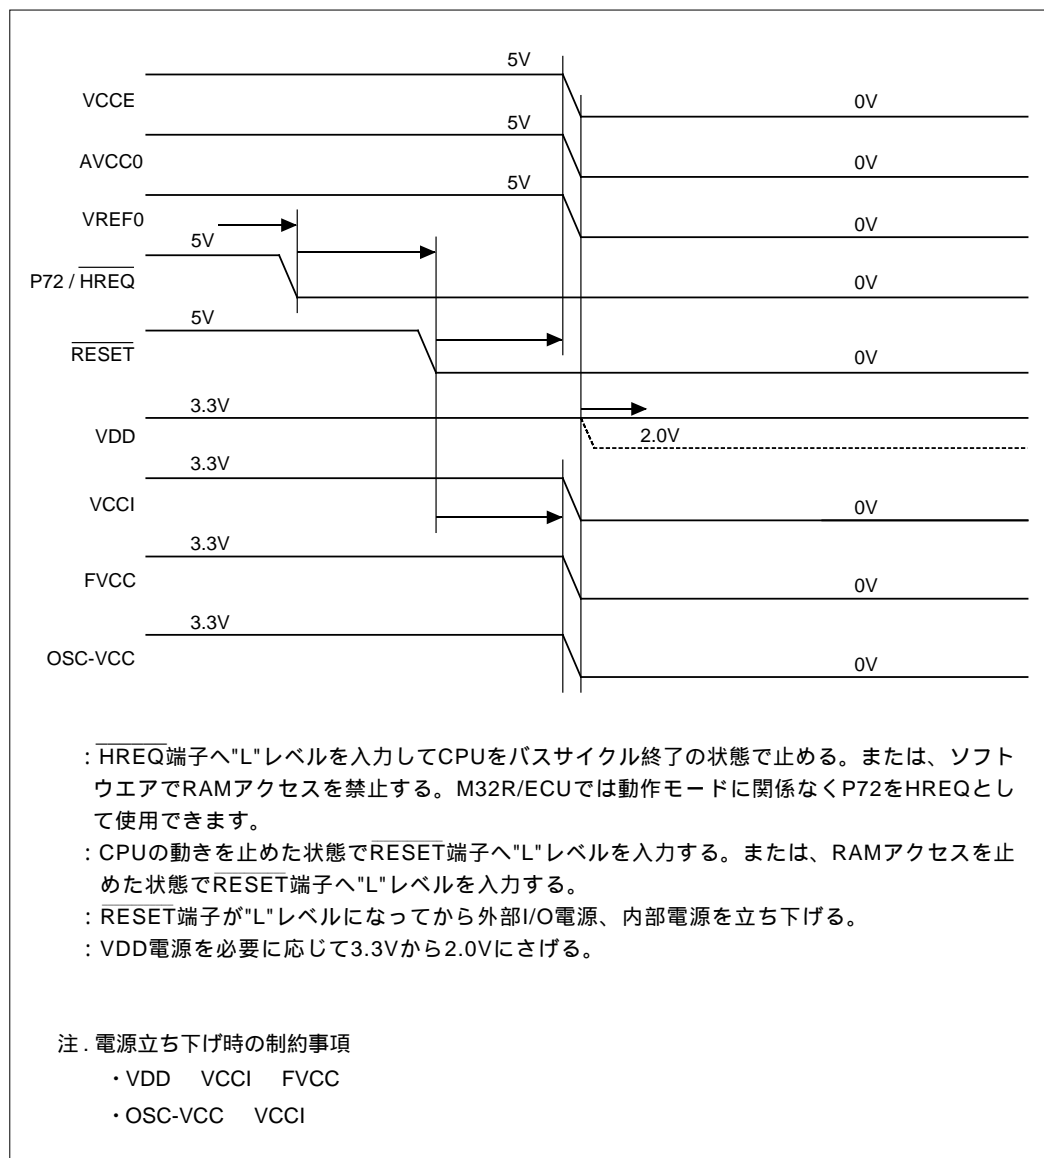 5V
VCCE
0V
5V
AVCC0
0V
5V
VREF0
0V
5V
P72 / HREQ
0V
5V
RESET
0V
3.3V
VDD
2.0V
3.3V
VCCI
0V
3.3V
FVCC
0V
3.3V
OSC-VCC
0V
: HREQ端子へ"L"レベルを入力してCPUをバスサイクル終了の状態で止める。または、ソフト
ウエアでRAMアクセスを禁止する。M32R/ECUでは動作モードに関係なくP72をHREQとし
て使用できます。
: CPUの動きを止めた状態でRESET端子へ"L"レベルを入力する。または、RAMアクセスを止
めた状態でRESET端子へ"L"レベルを入力する。
: RESET端子が"L"レベルになってから外部I/O電源、内部電源を立ち下げる。
: VDD電源を必要に応じて3.3Vから2.0Vにさげる。
注 . 電源立ち下げ時の制約事項
・VDD VCCI FVCC
・OSC-VCC VCCI